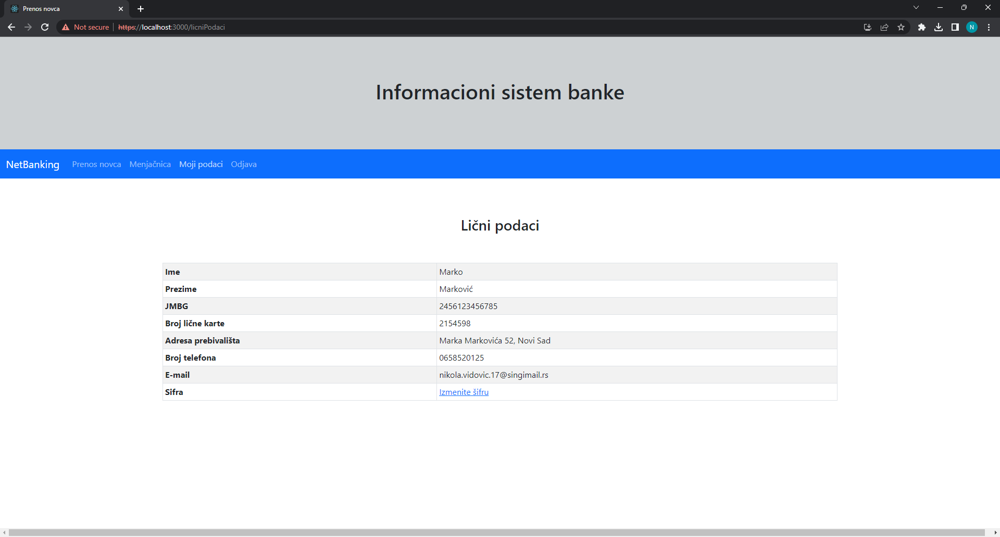 Prenos novca
Not secure https://localhost:3000/licniPodaci
N
Informacioni sistem banke
NetBanking Prenos novca Menjačnica Moji podaci Odjava
Lični podaci
Ime Marko
Prezime Marković
JMBG 2456123456785
Broj lične karte 2154598
Adresa prebivališta Marka Markovića 52, Novi Sad
Broj telefona 0658520125
E-mail nikola.vidovic.17@singimail.rs
Sifra Izmenite šifru